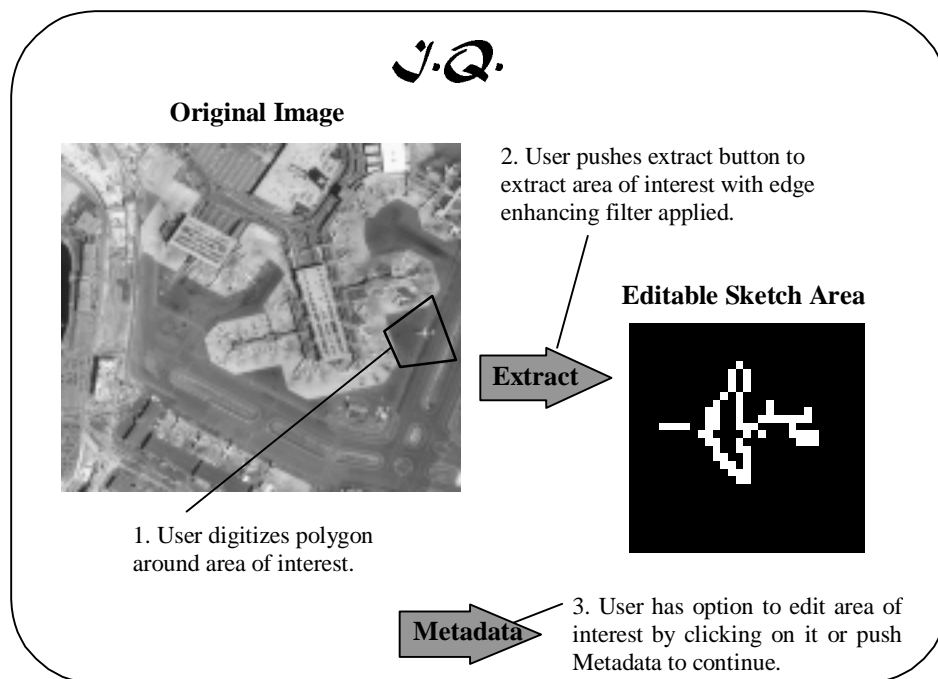 I.Q.
Original Image
2. User pushes extract button to
extract area of interest with edge
enhancing filter applied.
Editable Sketch Area
Extract
1. User digitizes polygon
around area of interest.
Metadata
3. User has option to edit area of
interest by clicking on it or push
Metadata to continue.